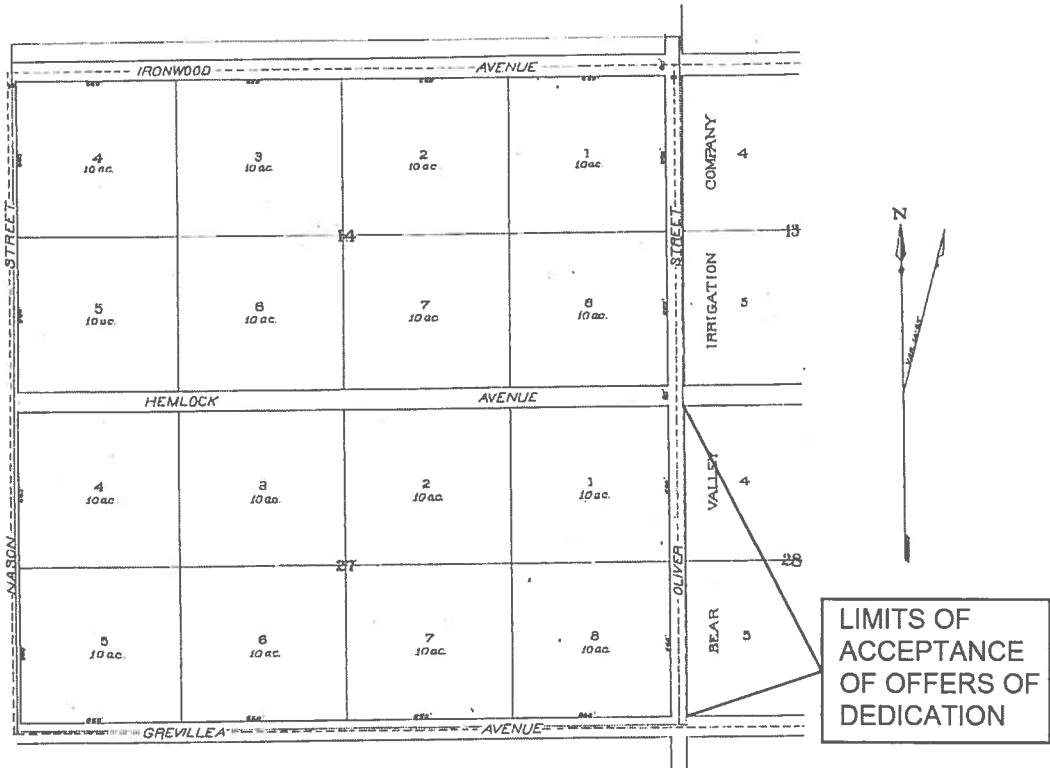 IRONWOOD AVENUE
4 3 2 1 4
10 ac. 10 ac. 10 ac. 10 ac.
COMPANY
N
STREET
14
STREET
13
IRRIGATION
5 6 7 8 5
10 ac. 10 ac. 10 ac. 10 ac.
HEMLOCK AVENUE
4 3 2 1 4
10 ac. 10 ac. 10 ac. 10 ac.
VALLEY
NASON
27
OLIVER
28
BEAR
5 6 7 8 5
10 ac. 10 ac. 10 ac. 10 ac.
GREVILLEA AVENUE
LIMITS OF
ACCEPTANCE
OF OFFERS OF
DEDICATION